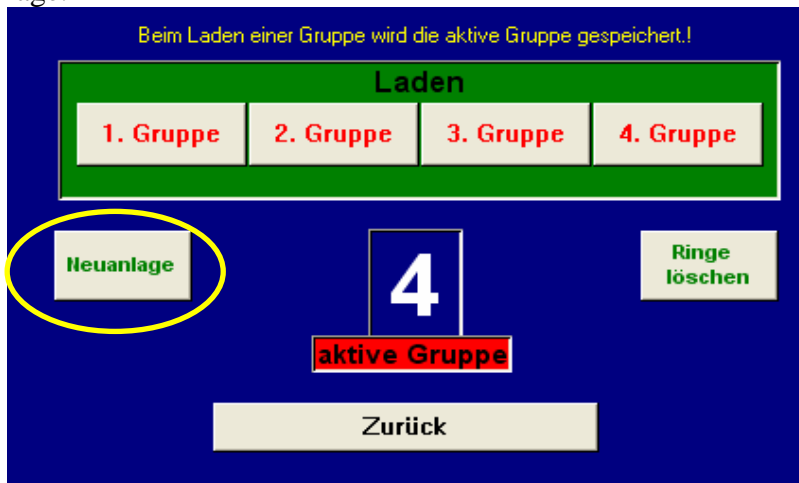 Beim Laden einer Gruppe wird die aktive Gruppe gespeichert.!
Laden
1. Gruppe 2. Gruppe 3. Gruppe 4. Gruppe
Neuanlage
4
Ringe
löschen
aktive Gruppe
Zurück